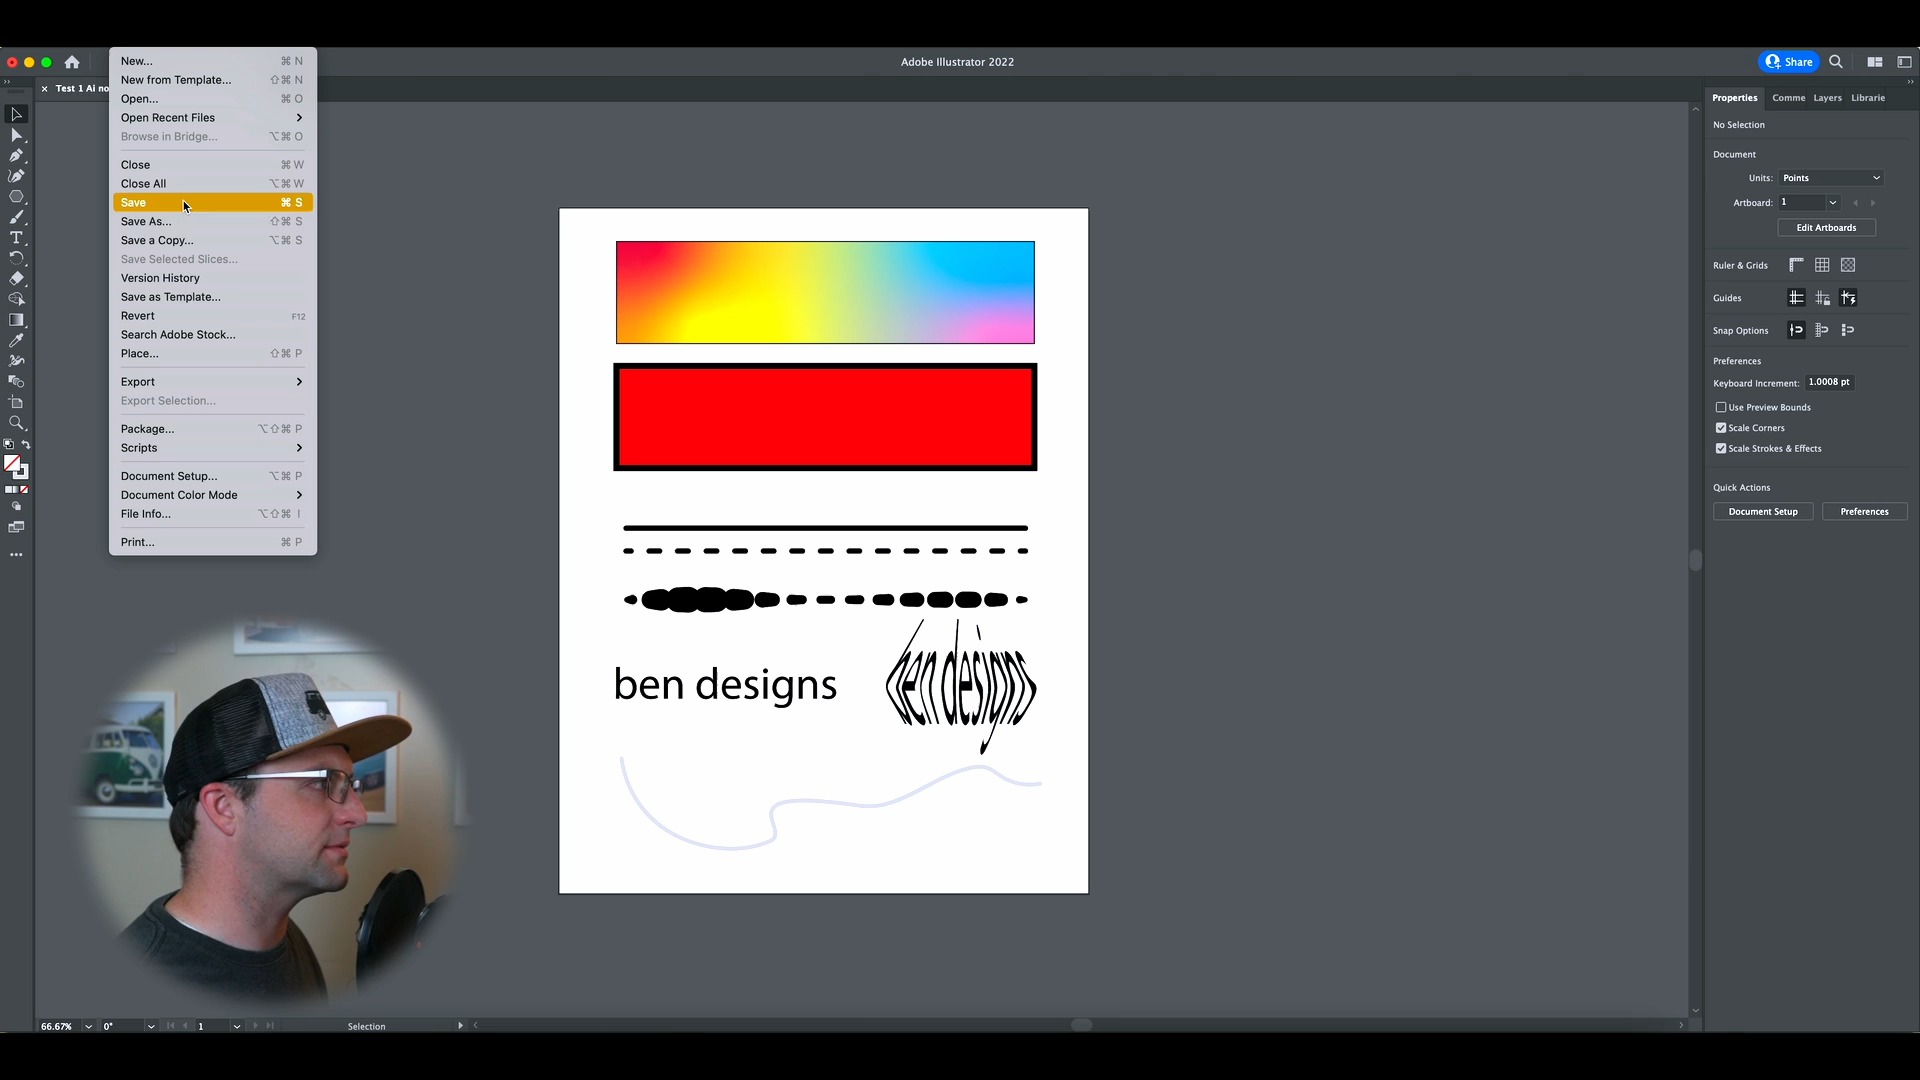 Adobe Illustrator 2022
Share
Test 1 Ai no
New... ⌘ N
New from Template... ⇧⌘ N
Open... ⌘ O
Open Recent Files
Browse in Bridge... ⌥⌘ O
Close ⌘ W
Close All ⌥⌘ W
Save ⌘ S
Save As... ⇧⌘ S
Save a Copy... ⌥⌘ S
Save Selected Slices...
Version History
Save as Template...
Revert F12
Search Adobe Stock...
Place... ⇧⌘ P
Export
Export Selection...
Package... ⌥⇧⌘ P
Scripts
Document Setup... ⌥⌘ P
Document Color Mode
File Info... ⌥⇧⌘ I
Print... ⌘ P
ben designs
ben designs
Properties Comme Layers Librarie
No Selection
Document
Units: Points
Artboard: 1
Edit Artboards
Ruler & Grids
Guides
Snap Options
Preferences
Keyboard Increment: 1.0008 pt
Use Preview Bounds
Scale Corners
Scale Strokes & Effects
Quick Actions
Document Setup Preferences
66.67% 0° 1 Selection